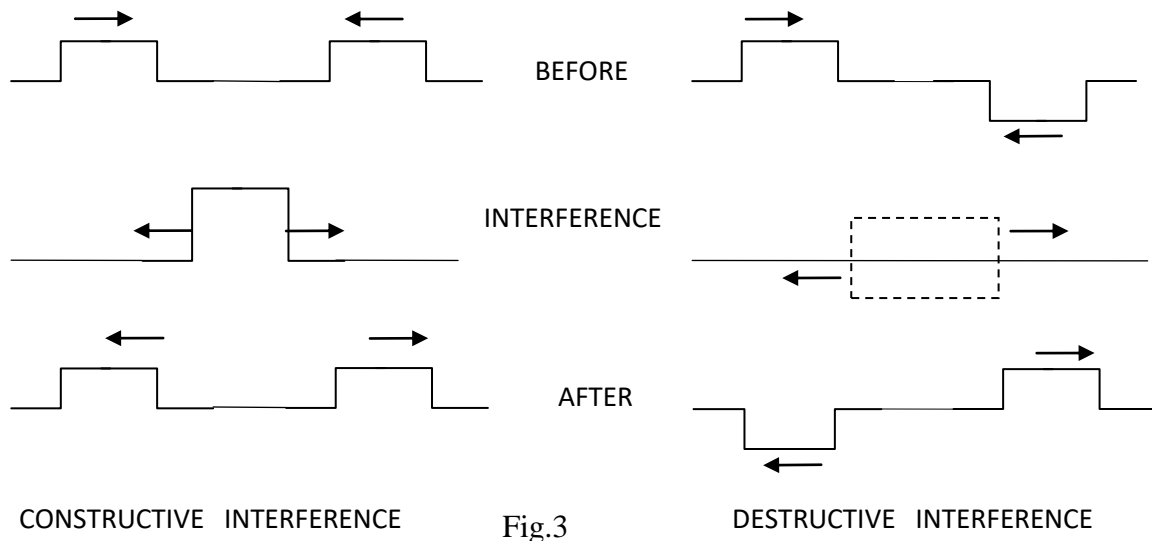 BEFORE
INTERFERENCE
AFTER
CONSTRUCTIVE INTERFERENCE
Fig.3
DESTRUCTIVE INTERFERENCE